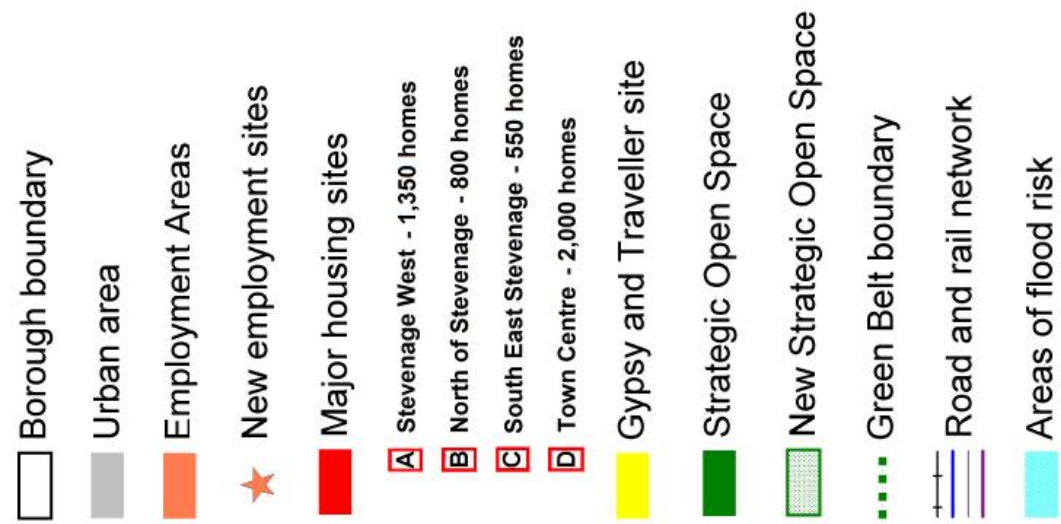 Borough boundary
Urban area
Employment Areas
New employment sites
Major housing sites
A Stevenage West - 1,350 homes
B North of Stevenage - 800 homes
C South East Stevenage - 550 homes
D Town Centre - 2,000 homes
Gypsy and Traveller site
Strategic Open Space
New Strategic Open Space
Green Belt boundary
Road and rail network
Areas of flood risk